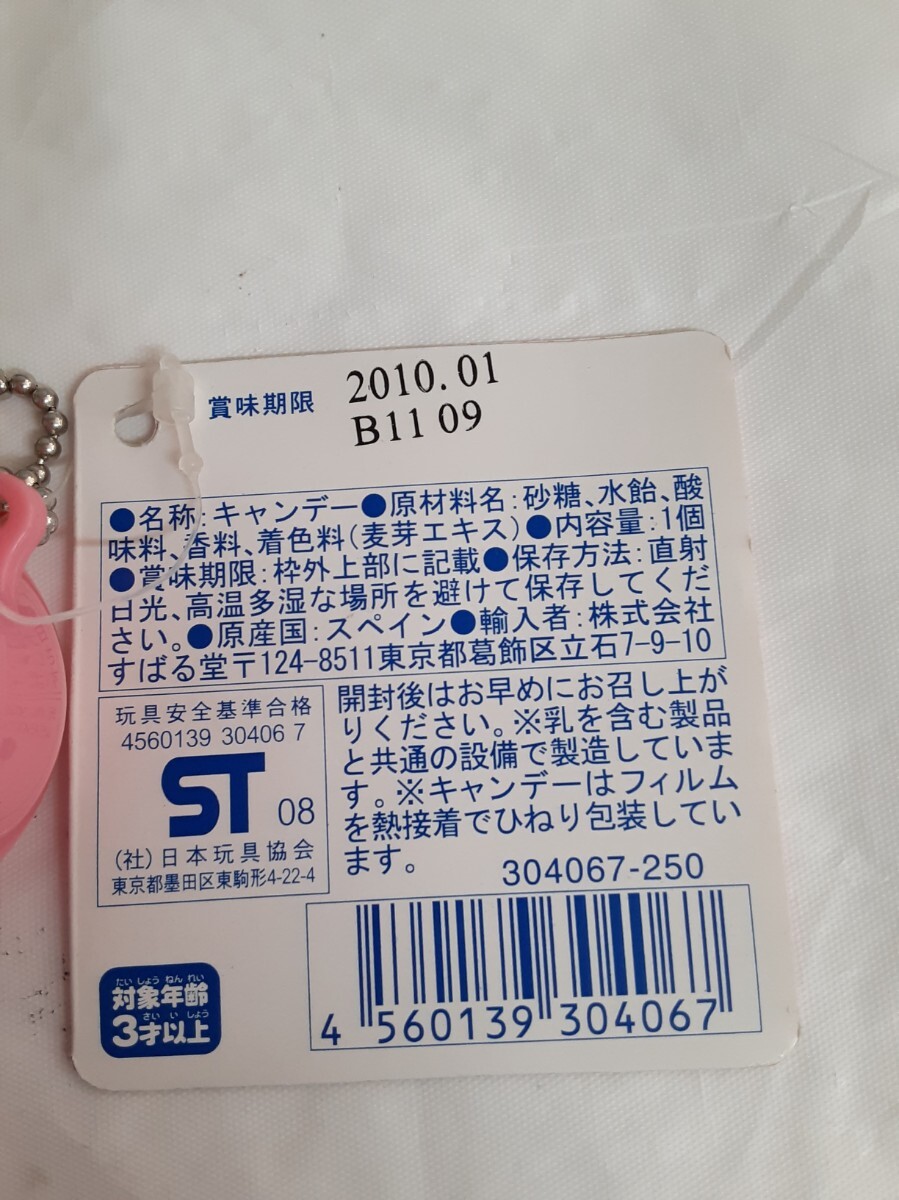 賞味期限 2010.01
B11 09
●名称:キャンデー●原材料名:砂糖、水飴、酸
味料、香料、着色料(麦芽エキス)●内容量:1個
●賞味期限:枠外上部に記載●保存方法:直射
日光、高温多湿な場所を避けて保存してくだ
さい。●原産国:スペイン●輸入者:株式会社
すばる堂〒124-8511東京都葛飾区立石7-9-10
玩具安全基準合格
4560139 30406 7
ST 08
(社)日本玩具協会
東京都墨田区東駒形4-22-4
開封後はお早めにお召し上が
りください。※乳を含む製品
と共通の設備で製造していま
す。※キャンデーはフィルム
を熱接着でひねり包装してい
ます。
304067-250
4 560139 304067
たいしょうねんれい
対象年齢
さいいじょう
3才以上